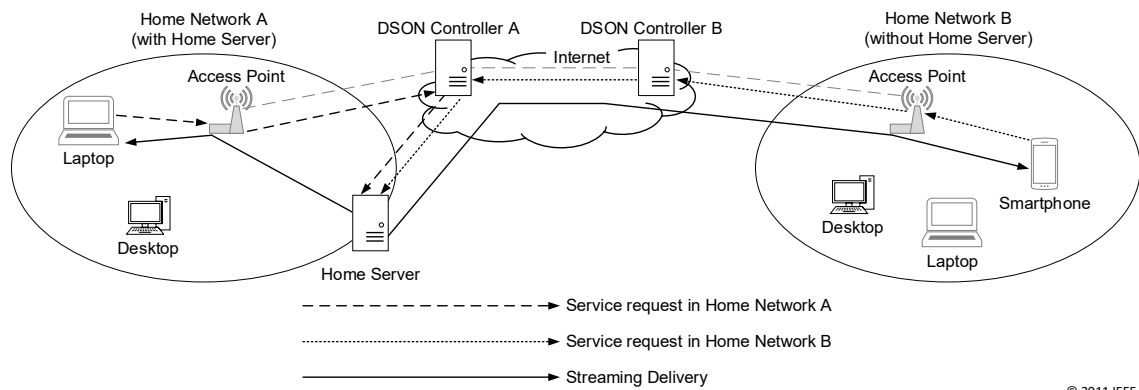 Home Network A
(with Home Server)
DSON Controller A
DSON Controller B
Home Network B
(without Home Server)
Internet
Access Point
Access Point
Laptop
Desktop
Home Server
Smartphone
Desktop
Laptop
Service request in Home Network A
Service request in Home Network B
Streaming Delivery